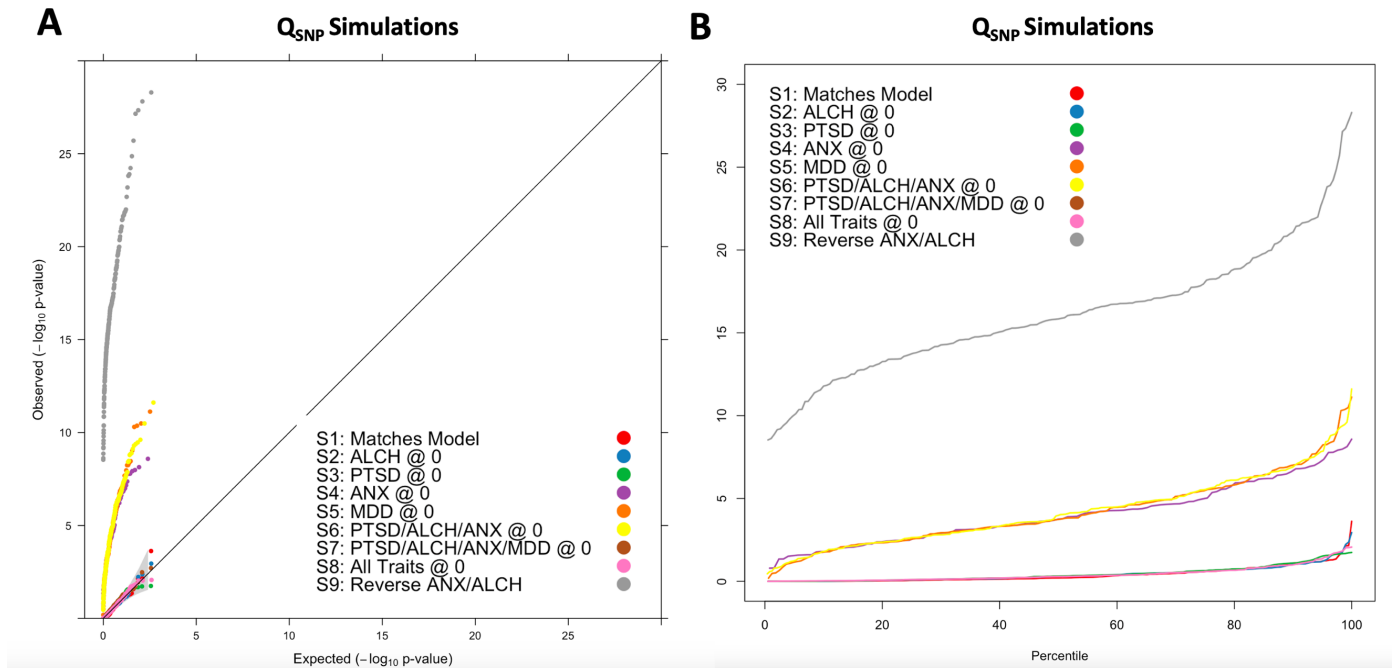 A
Q_SNP Simulations
Observed (−log10 p-value)
25
20
15
10
5
S1: Matches Model
S2: ALCH @ 0
S3: PTSD @ 0
S4: ANX @ 0
S5: MDD @ 0
S6: PTSD/ALCH/ANX @ 0
S7: PTSD/ALCH/ANX/MDD @ 0
S8: All Traits @ 0
S9: Reverse ANX/ALCH
0 5 10 15 20 25
Expected (−log10 p-value)
B
Q_SNP Simulations
30
25
20
15
10
5
0
S1: Matches Model
S2: ALCH @ 0
S3: PTSD @ 0
S4: ANX @ 0
S5: MDD @ 0
S6: PTSD/ALCH/ANX @ 0
S7: PTSD/ALCH/ANX/MDD @ 0
S8: All Traits @ 0
S9: Reverse ANX/ALCH
0 20 40 60 80 100
Percentile